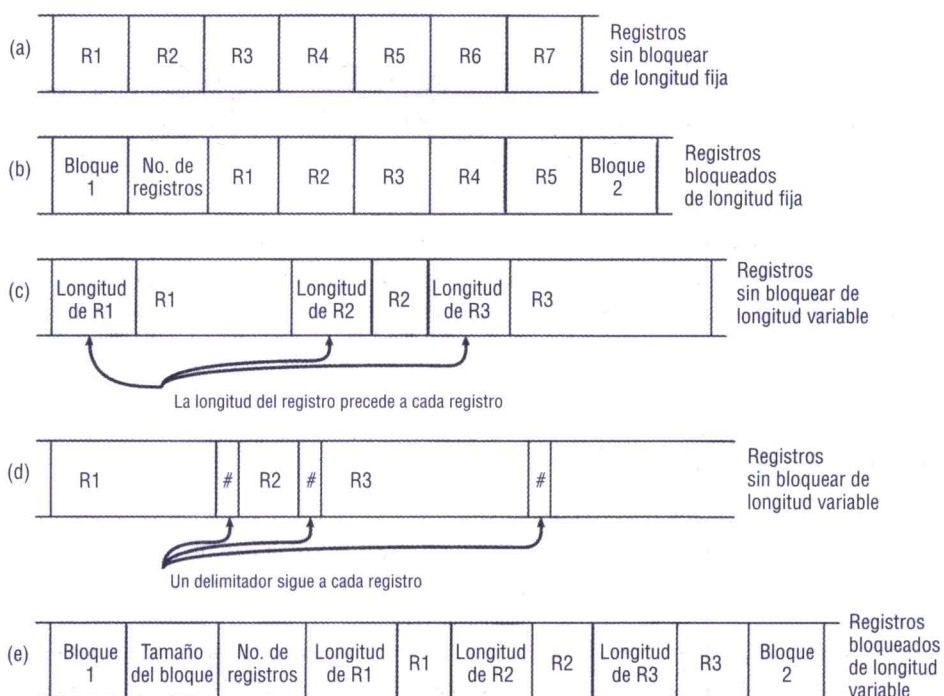 (a)
R1 R2 R3 R4 R5 R6 R7
Registros
sin bloquear
de longitud fija
(b)
Bloque
1
No. de
registros
R1 R2 R3 R4 R5
Bloque
2
Registros
bloqueados
de longitud fija
(c)
Longitud
de R1
R1
Longitud
de R2
R2
Longitud
de R3
R3
Registros
sin bloquear de
longitud variable
La longitud del registro precede a cada registro
(d)
R1 # R2 # R3 #
Registros
sin bloquear de
longitud variable
Un delimitador sigue a cada registro
(e)
Bloque
1
Tamaño
del bloque
No. de
registros
Longitud
de R1
R1
Longitud
de R2
R2
Longitud
de R3
R3
Bloque
2
Registros
bloqueados
de longitud
variable